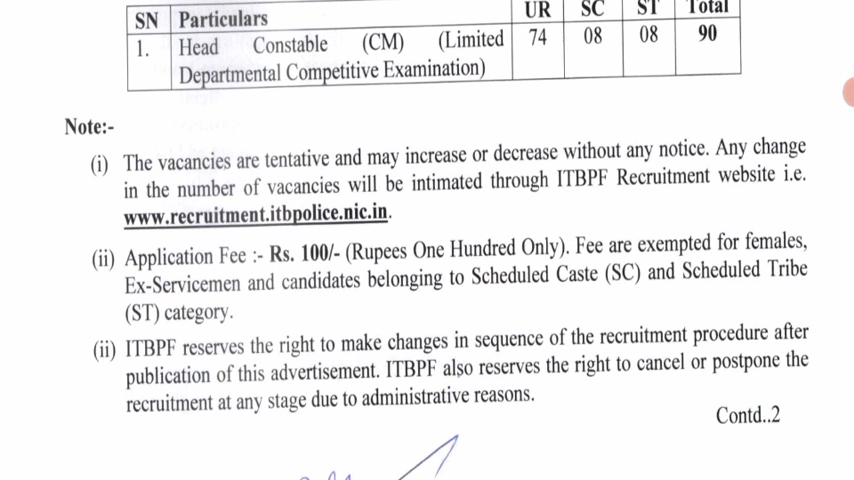 SN Particulars UR SC ST Total
1. Head Constable (CM) (Limited 74 08 08 90
Departmental Competitive Examination)
Note:-
(i) The vacancies are tentative and may increase or decrease without any notice. Any change
in the number of vacancies will be intimated through ITBPF Recruitment website i.e.
www.recruitment.itbpolice.nic.in.
(ii) Application Fee :- Rs. 100/- (Rupees One Hundred Only). Fee are exempted for females,
Ex-Servicemen and candidates belonging to Scheduled Caste (SC) and Scheduled Tribe
(ST) category.
(ii) ITBPF reserves the right to make changes in sequence of the recruitment procedure after
publication of this advertisement. ITBPF also reserves the right to cancel or postpone the
recruitment at any stage due to administrative reasons.
Contd..2